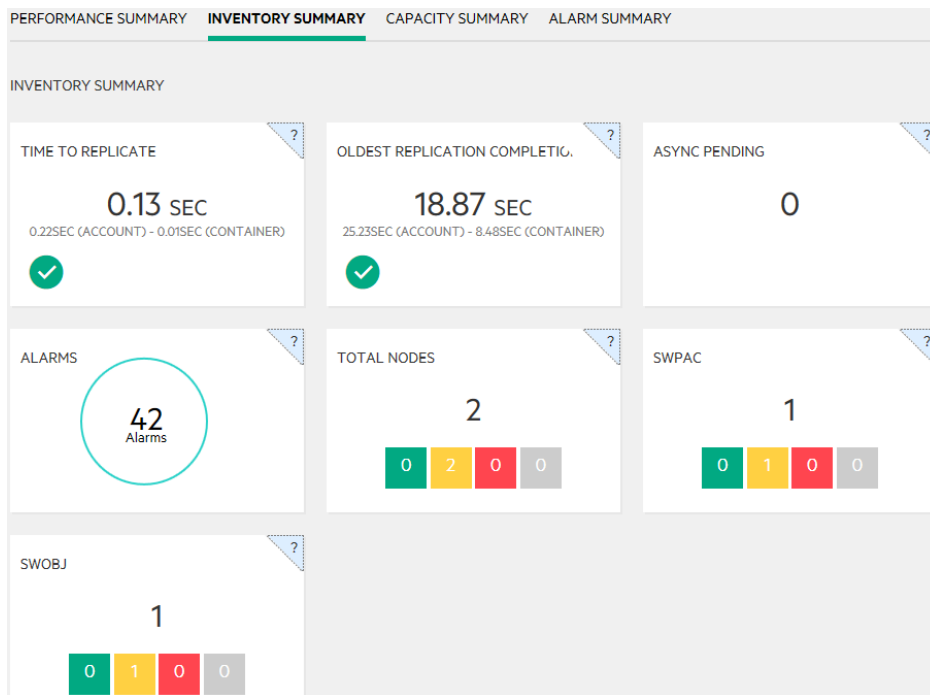 PERFORMANCE SUMMARY INVENTORY SUMMARY CAPACITY SUMMARY ALARM SUMMARY
INVENTORY SUMMARY
?
TIME TO REPLICATE
0.13 SEC
0.22SEC (ACCOUNT) - 0.01SEC (CONTAINER)
?
OLDEST REPLICATION COMPLETIO.
18.87 SEC
25.23SEC (ACCOUNT) - 8.48SEC (CONTAINER)
?
ASYNC PENDING
0
?
ALARMS
42
Alarms
?
TOTAL NODES
2
0 2 0 0
?
SWPAC
1
0 1 0 0
?
SWOBJ
1
0 1 0 0